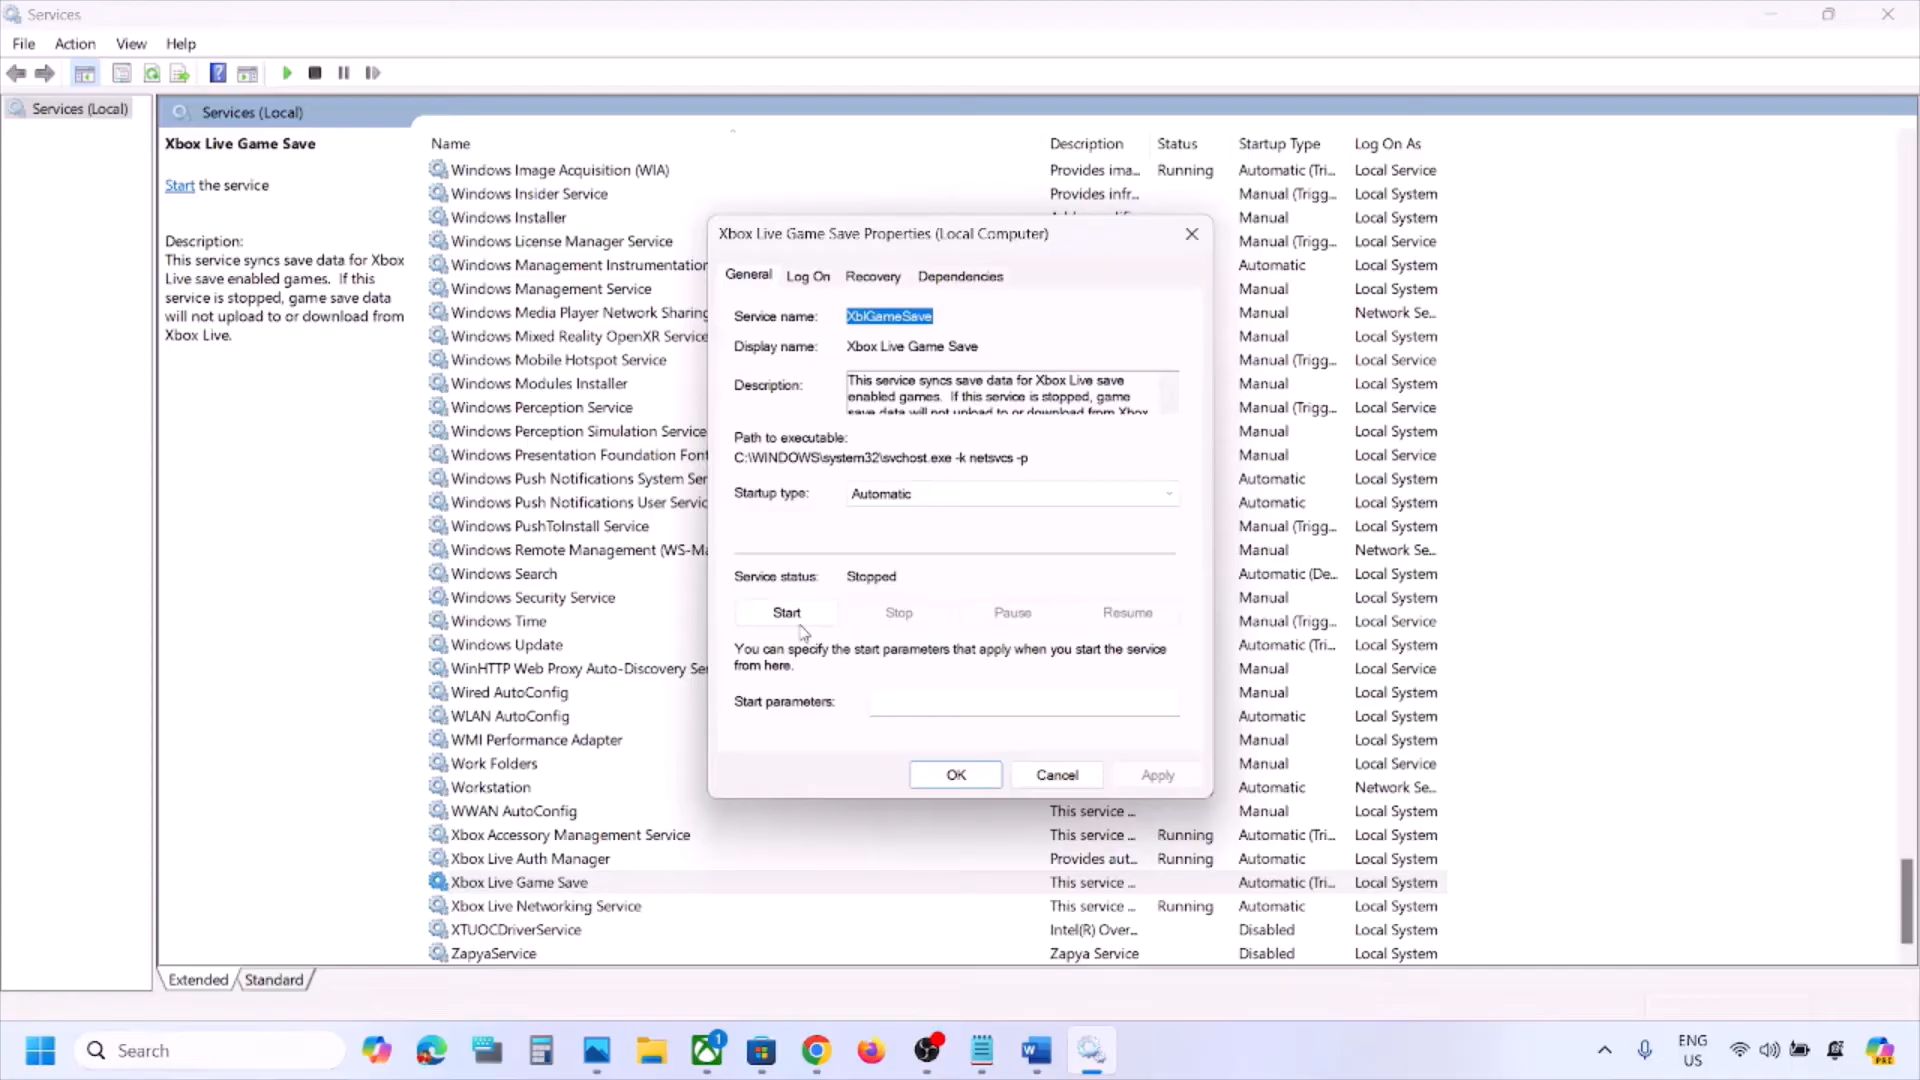 Services
File Action View Help
Services (Local)
Services (Local)
Xbox Live Game Save
Start the service
Description:
This service syncs save data for Xbox
Live save enabled games. If this
service is stopped, game save data
will not upload to or download from
Xbox Live.
Name Description Status Startup Type Log On As
Windows Image Acquisition (WIA) Provides ima... Running Automatic (Tri... Local Service
Windows Insider Service Provides infr... Manual (Trigg... Local System
Windows Installer Manual Local System
Windows License Manager Service Manual (Trigg... Local Service
Windows Management Instrumentation Automatic Local System
Windows Management Service Manual Local System
Windows Media Player Network Sharing Manual Network Se...
Windows Mixed Reality OpenXR Service Manual Local System
Windows Mobile Hotspot Service Manual (Trigg... Local Service
Windows Modules Installer Manual Local System
Windows Perception Service Manual (Trigg... Local Service
Windows Perception Simulation Service Manual Local System
Windows Presentation Foundation Font Manual Local Service
Windows Push Notifications System Ser Automatic Local System
Windows Push Notifications User Servic Automatic Local System
Windows PushToInstall Service Manual (Trigg... Local System
Windows Remote Management (WS-Ma Manual Network Se...
Windows Search Automatic (De... Local System
Windows Security Service Manual Local System
Windows Time Manual (Trigg... Local Service
Windows Update Automatic (Tri... Local System
WinHTTP Web Proxy Auto-Discovery Ser Manual Local Service
Wired AutoConfig Manual Local System
WLAN AutoConfig Automatic Local System
WMI Performance Adapter Manual Local System
Work Folders Manual Local Service
Workstation Automatic Network Se...
WWAN AutoConfig This service ... Manual Local System
Xbox Accessory Management Service This service ... Running Automatic (Tri... Local System
Xbox Live Auth Manager Provides aut... Running Automatic Local System
Xbox Live Game Save This service ... Automatic (Tri... Local System
Xbox Live Networking Service This service ... Running Automatic Local System
XTUOCDriverService Intel(R) Over... Disabled Local System
ZapyaService Zapya Service Disabled Local System
Xbox Live Game Save Properties (Local Computer)
General Log On Recovery Dependencies
Service name: XblGameSave
Display name: Xbox Live Game Save
Description: This service syncs save data for Xbox Live save
enabled games. If this service is stopped, game
save data will not upload to or download from Xbox
Path to executable:
C:\WINDOWS\system32\svchost.exe -k netsvcs -p
Startup type: Automatic
Service status: Stopped
Start Stop Pause Resume
You can specify the start parameters that apply when you start the service
from here.
Start parameters:
OK Cancel Apply
Extended Standard
Search
1
ENG
US
PRE